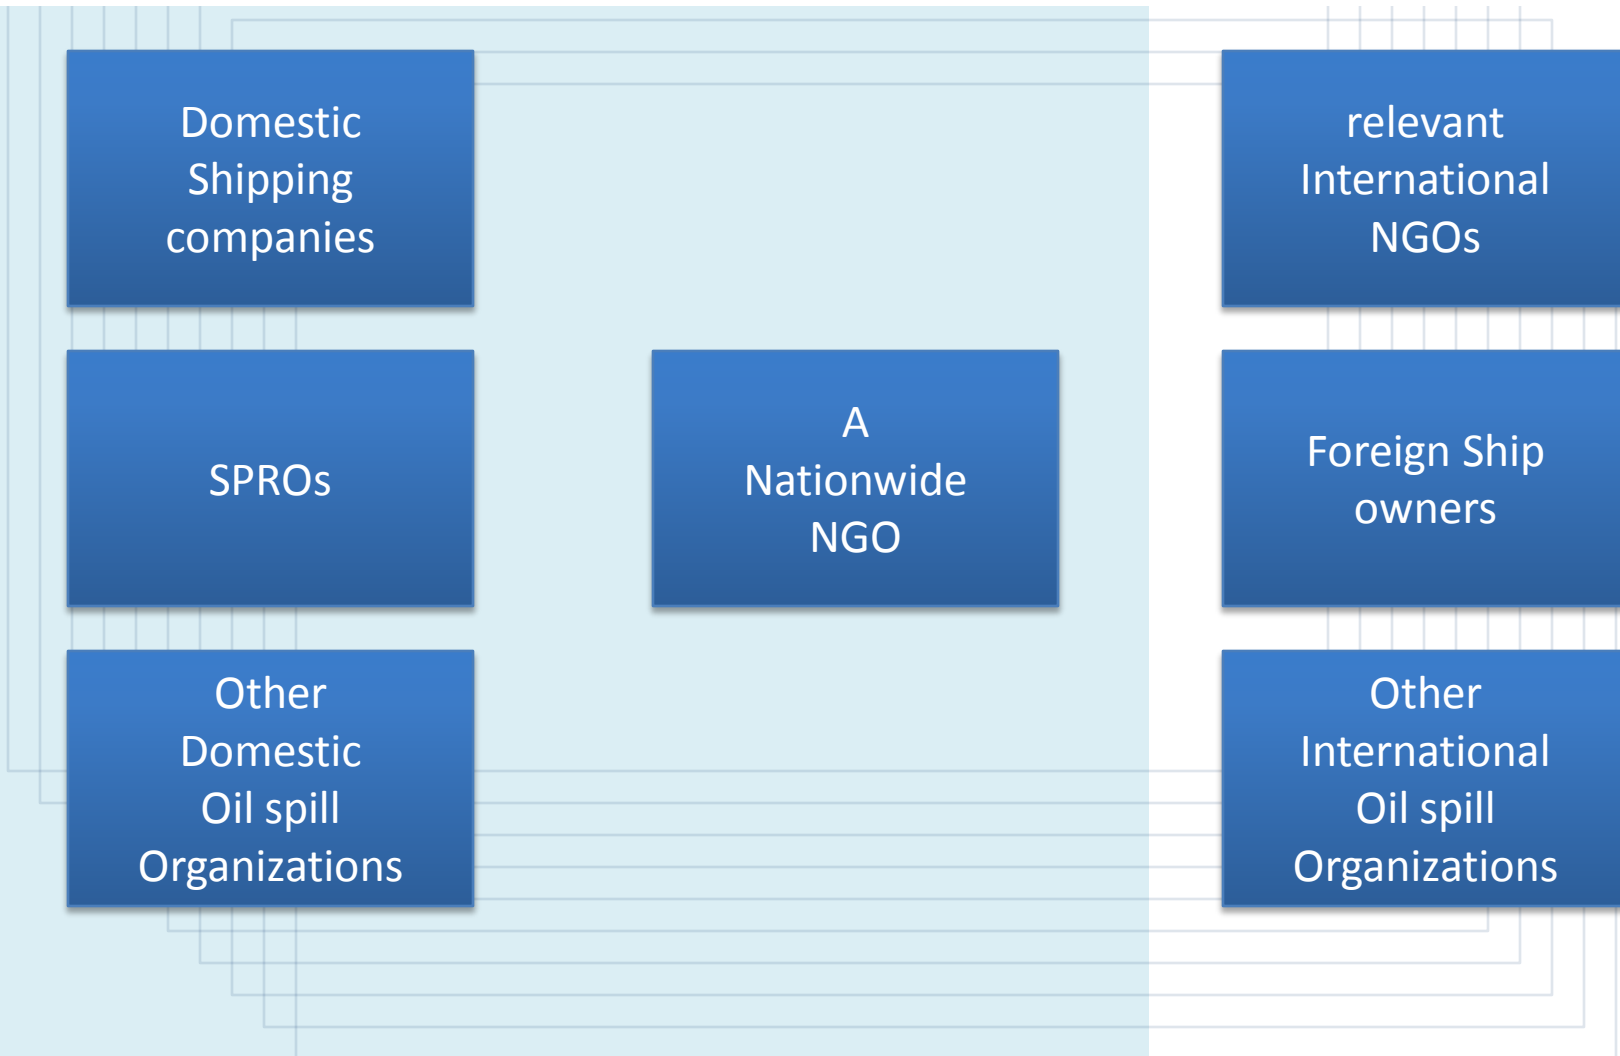 Domestic
Shipping
companies
relevant
International
NGOs
SPROs
A
Nationwide
NGO
Foreign Ship
owners
Other
Domestic
Oil spill
Organizations
Other
International
Oil spill
Organizations